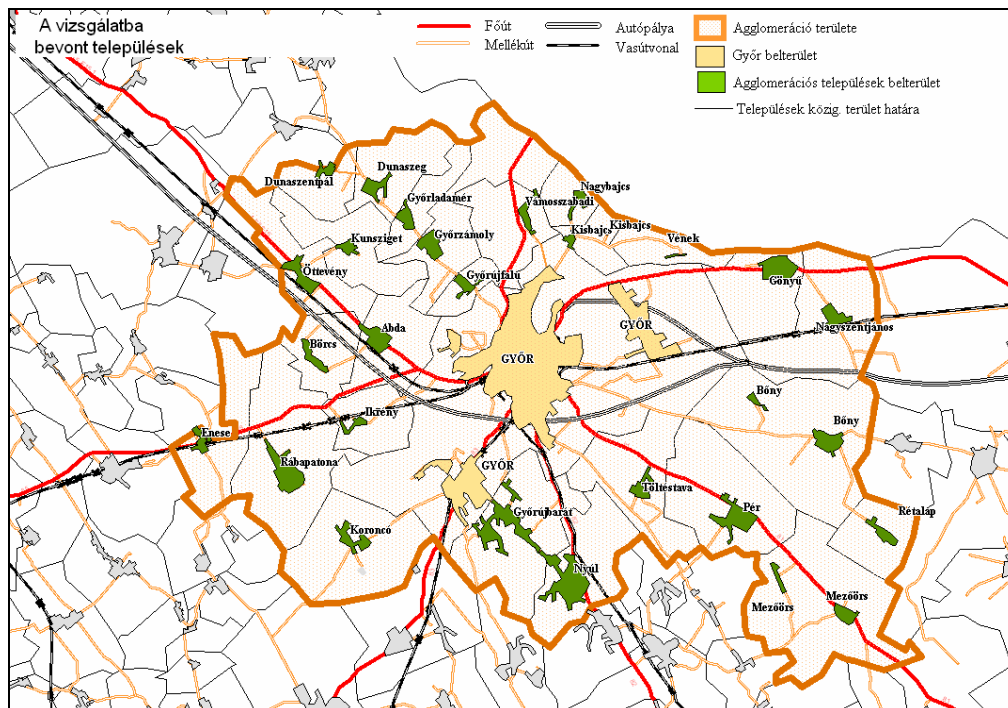 A vizsgálatba
bevont települések
Főút
Mellékút
Autópálya
Vasútvonal
Agglomeráció területe
Győr belterület
Agglomerációs települések belterület
Települések közig. terület határa
Dunaszentpál
Dunaszeg
Győrladamér
Győrzámoly
Kunsziget
Öttevény
Győrújfalu
Vámosszabadi
Nagybajcs
Kisbajcs
Kisbajcs
Vének
Gönyű
Nagyszentjános
GYŐR
Abda
Börcs
GYŐR
Ikrény
Bőny
Bőny
Enese
Rábapatona
GYŐR
Töltéstava
Pér
Rétalap
Koroncó
Győrújbarát
Nyúl
Mezőörs
Mezőörs